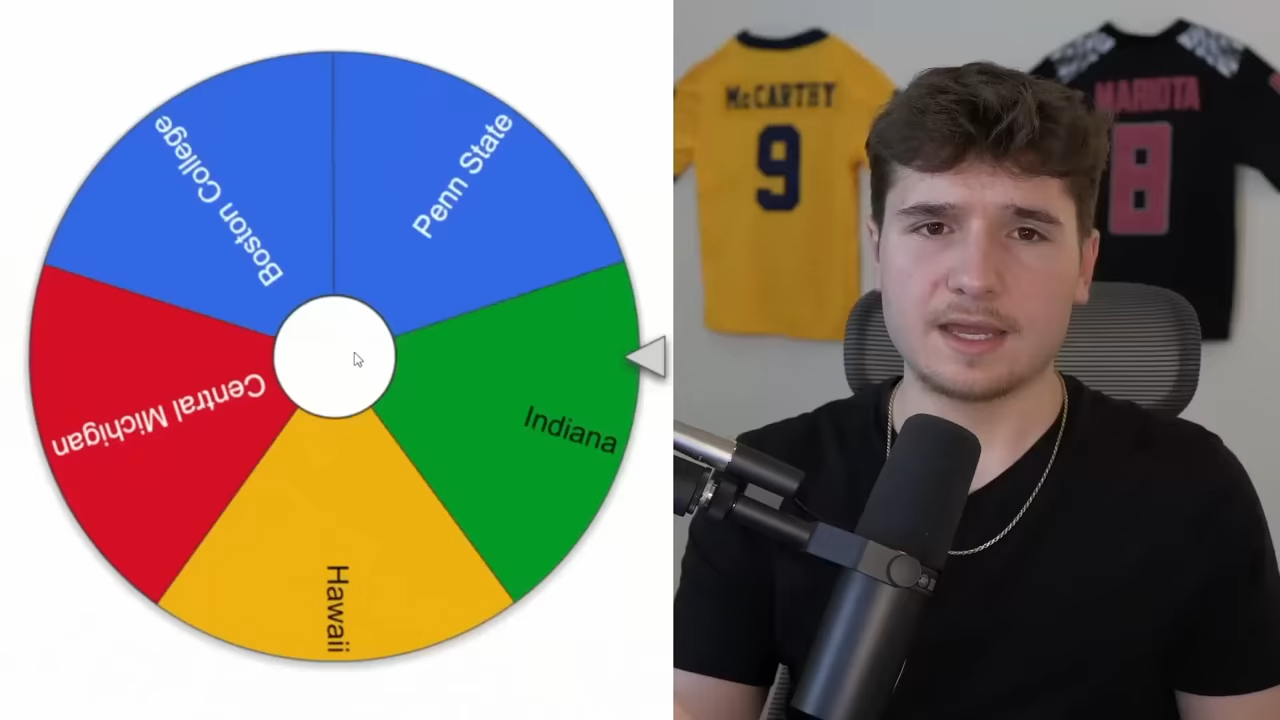 Boston College
Penn State
Central Michigan
Indiana
Hawaii
McCARTHY
9
MARIOTA
8